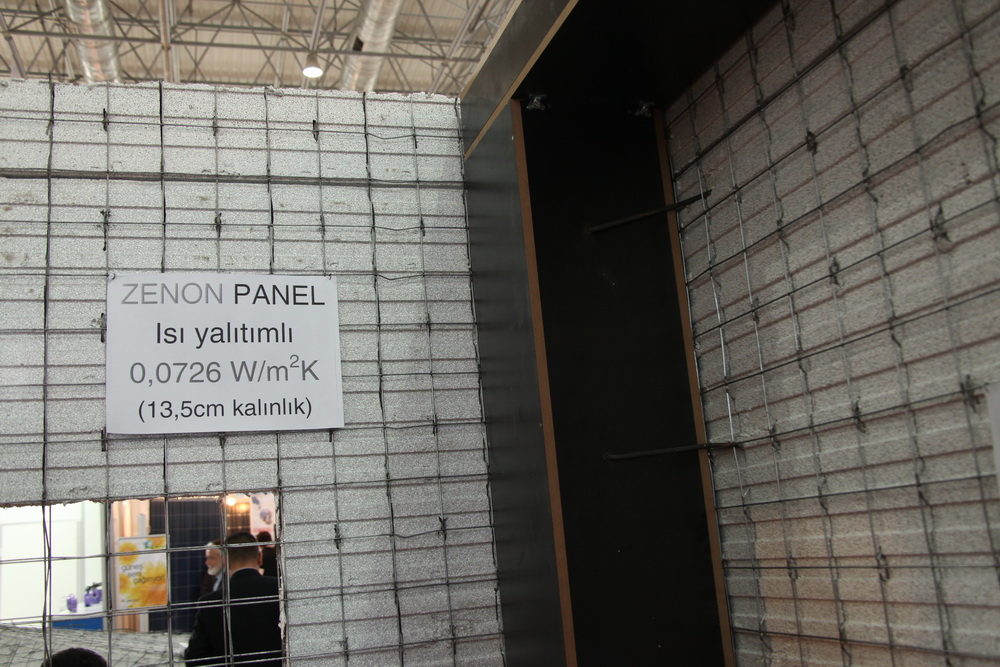 ZENON PANEL
Isı yalıtımlı
0,0726 W/m²K
(13,5cm kalınlık)